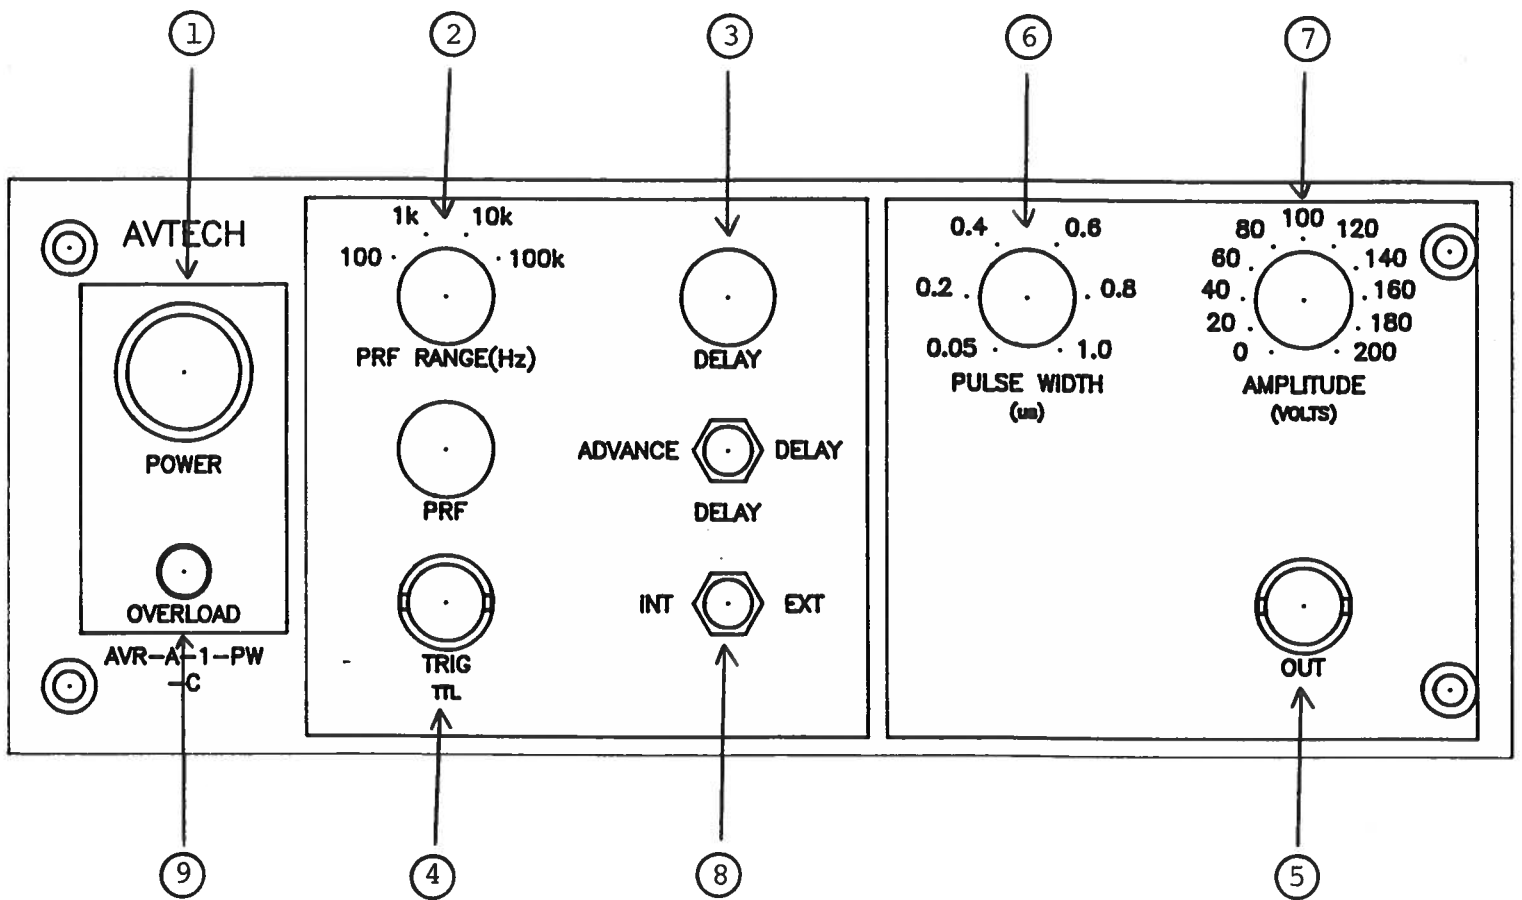 1 2 3 6 7
AVTECH
POWER
OVERLOAD
AVR-A-1-PW
-C
1k 10k
100 100k
PRF RANGE(Hz)
PRF
TRIG
TTL
DELAY
ADVANCE DELAY
DELAY
INT EXT
0.4 0.6
0.2 0.8
0.05 1.0
PULSE WIDTH
(us)
100
80 120
60 140
40 160
20 180
0 200
AMPLITUDE
(VOLTS)
OUT
9 4 8 5